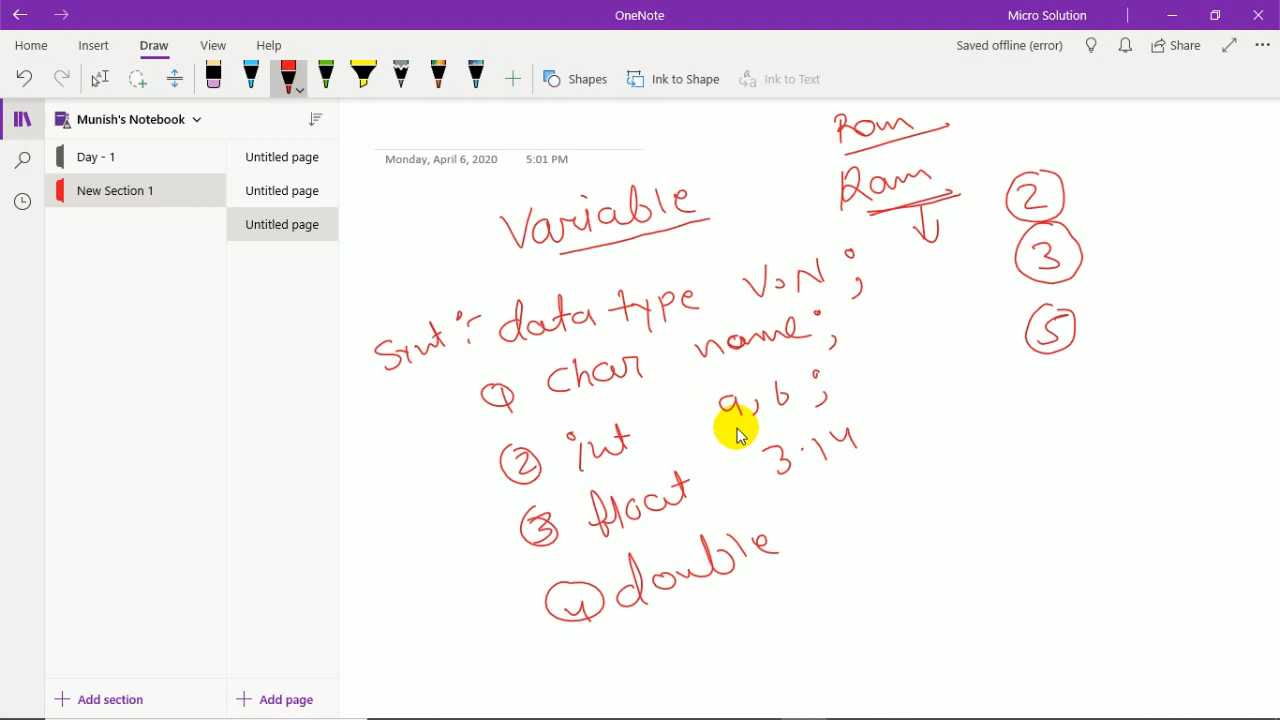 OneNote
Micro Solution
Home Insert Draw View Help
Saved offline (error)
Share
Shapes
Ink to Shape
Ink to Text
Munish's Notebook
Day - 1
New Section 1
Untitled page
Untitled page
Untitled page
Add section
Add page
Monday, April 6, 2020 5:01 PM
Rom
Ram
Variable
2
3
5
data type V.N ;
1 char name ;
2 int a, b ;
3 float 3.14
4 double